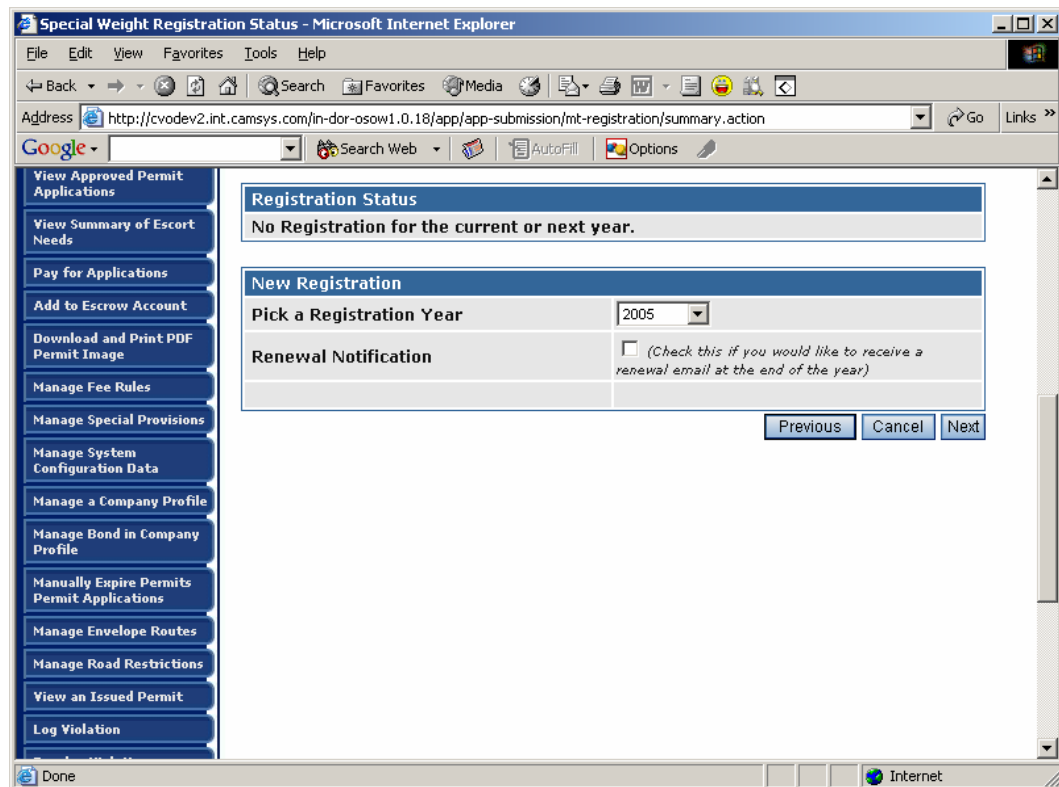 Special Weight Registration Status - Microsoft Internet Explorer
File Edit View Favorites Tools Help
Back Search Favorites Media
Address http://cvodev2.int.camsys.com/in-dor-osow1.0.18/app/app-submission/mt-registration/summary.action Go Links »
Google Search Web AutoFill Options
View Approved Permit
Applications
View Summary of Escort
Needs
Pay for Applications
Add to Escrow Account
Download and Print PDF
Permit Image
Manage Fee Rules
Manage Special Provisions
Manage System
Configuration Data
Manage a Company Profile
Manage Bond in Company
Profile
Manually Expire Permits
Permit Applications
Manage Envelope Routes
Manage Road Restrictions
View an Issued Permit
Log Violation
Registration Status
No Registration for the current or next year.
New Registration
Pick a Registration Year 2005
Renewal Notification (Check this if you would like to receive a
renewal email at the end of the year)
Previous Cancel Next
Done Internet